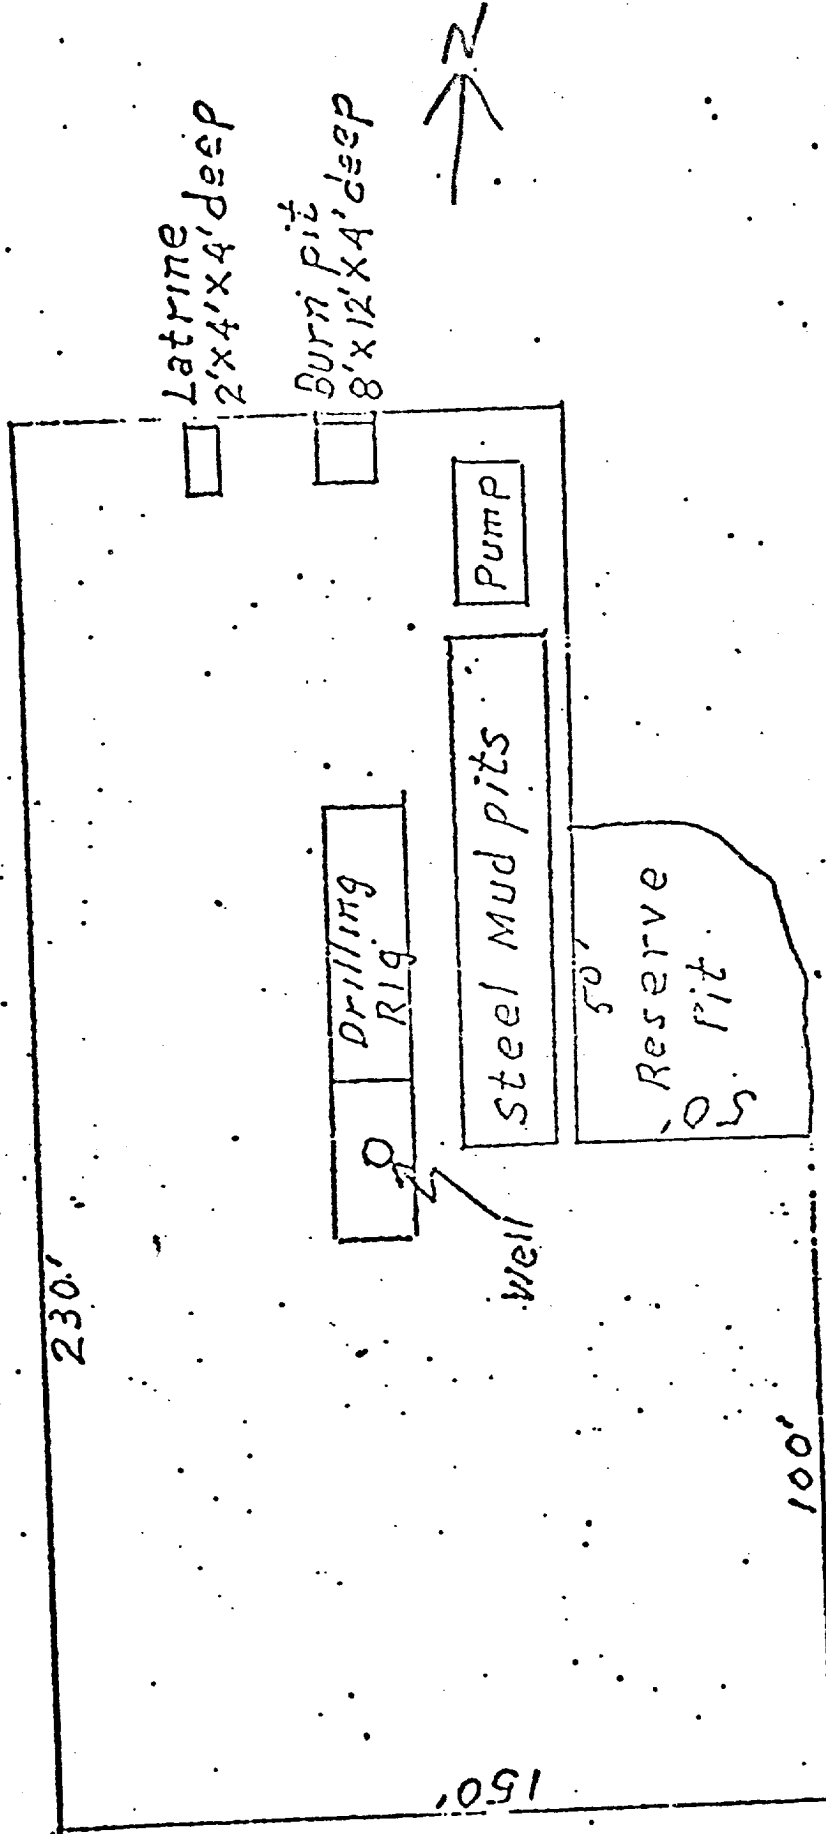 N
Latrine
2'x4'x4' deep
Burn pit
8'x12'x4' deep
230'
Pump
Steel Mud pits
Drilling
Rig
Well
50'
Reserve
Pit
50'
100'
150'